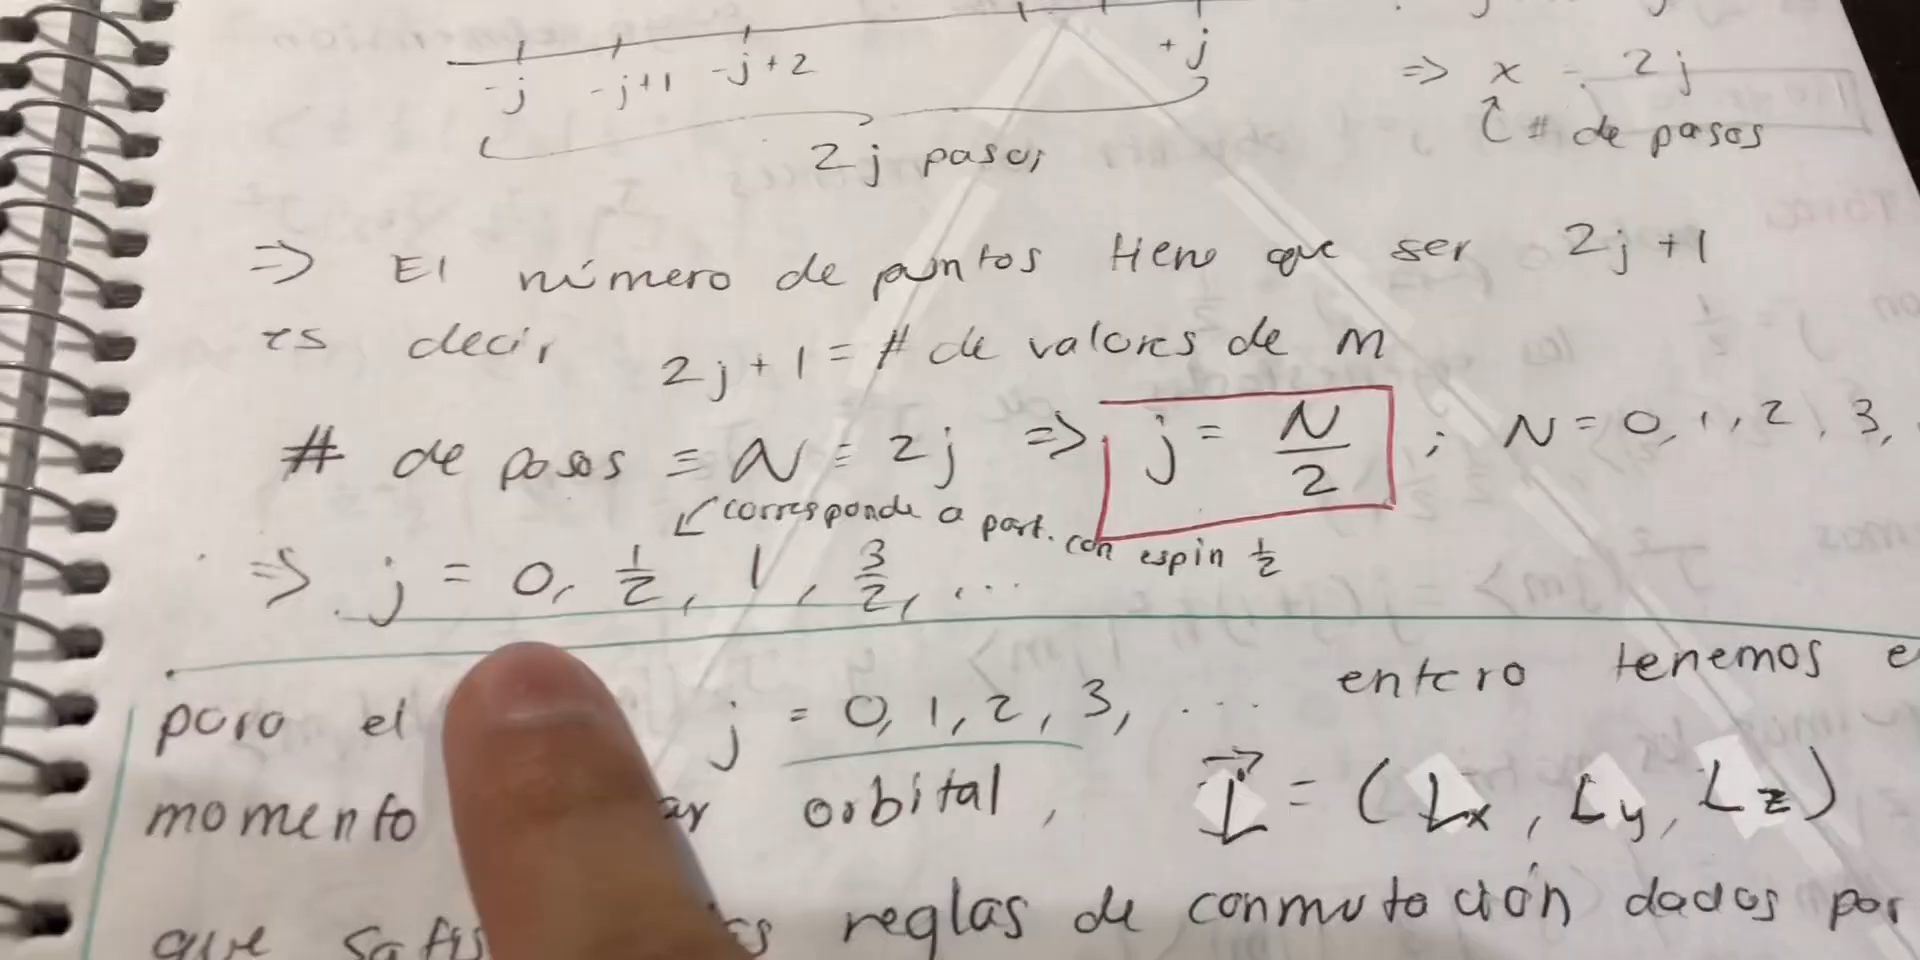 -j -j+1 -j+2 +j
2j pasos
=> x = 2j
# de pasos
=> El número de puntos tiene que ser 2j+1
es decir 2j+1 = # de valores de m
# de pasos ≡ N = 2j => j = N/2 ; N = 0, 1, 2, 3,
corresponde a part. con espin 1/2
=> j = 0, 1/2, 1, 3/2, ...
para el j = 0, 1, 2, 3, ... entero tenemos e
momento ar orbital, L⃗ = (Lx, Ly, Lz)
que reglas de conmutación dadas por